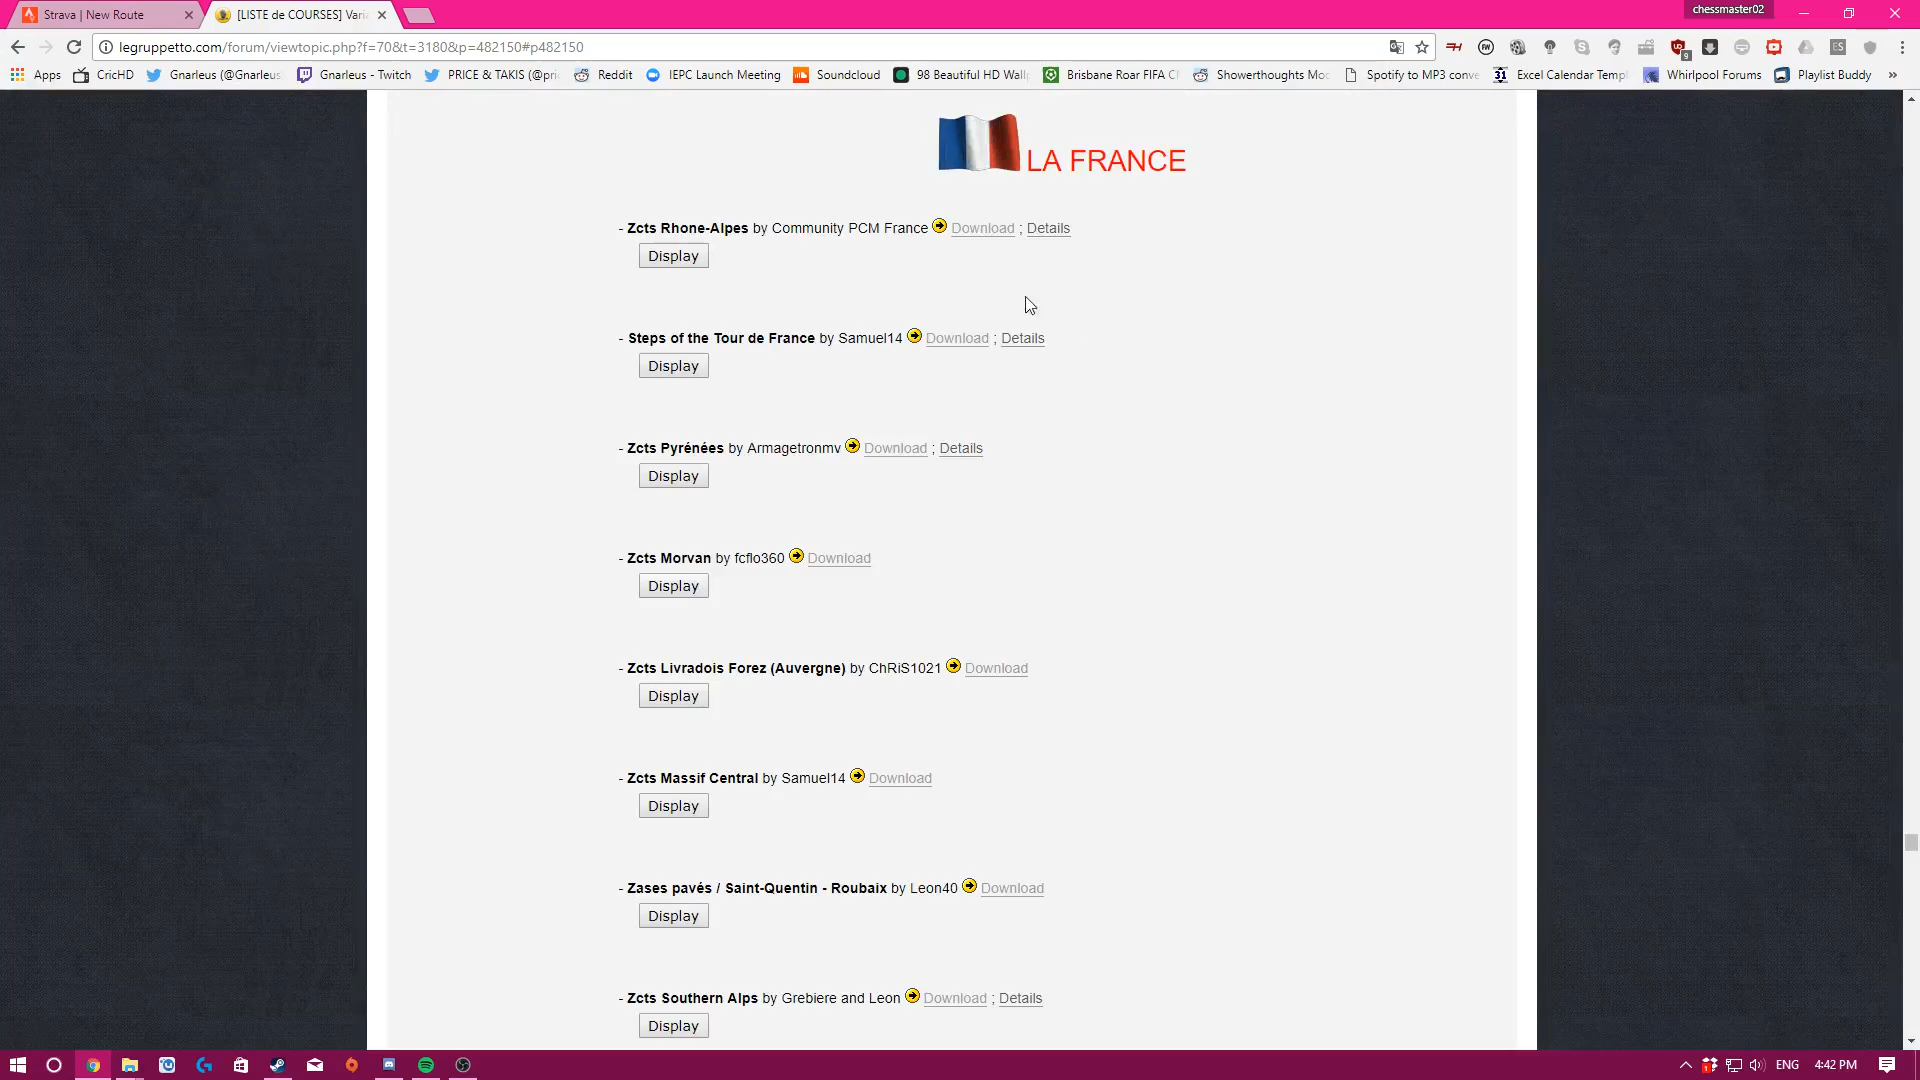 Strava | New Route
[LISTE de COURSES] Varia
chessmaster02
legruppetto.com/forum/viewtopic.php?f=70&t=3180&p=482150#p482150
Apps CricHD Gnarleus (@Gnarleus Gnarleus - Twitch PRICE & TAKIS (@pri Reddit IEPC Launch Meeting Soundcloud 98 Beautiful HD Wall Brisbane Roar FIFA C Showerthoughts Mo Spotify to MP3 conve 31 Excel Calendar Templ Whirlpool Forums Playlist Buddy »
LA FRANCE
- Zcts Rhone-Alpes by Community PCM France Download ; Details
Display
- Steps of the Tour de France by Samuel14 Download ; Details
Display
- Zcts Pyrénées by Armagetronmv Download ; Details
Display
- Zcts Morvan by fcflo360 Download
Display
- Zcts Livradois Forez (Auvergne) by ChRiS1021 Download
Display
- Zcts Massif Central by Samuel14 Download
Display
- Zases pavés / Saint-Quentin - Roubaix by Leon40 Download
Display
- Zcts Southern Alps by Grebiere and Leon Download ; Details
Display
ENG 4:42 PM